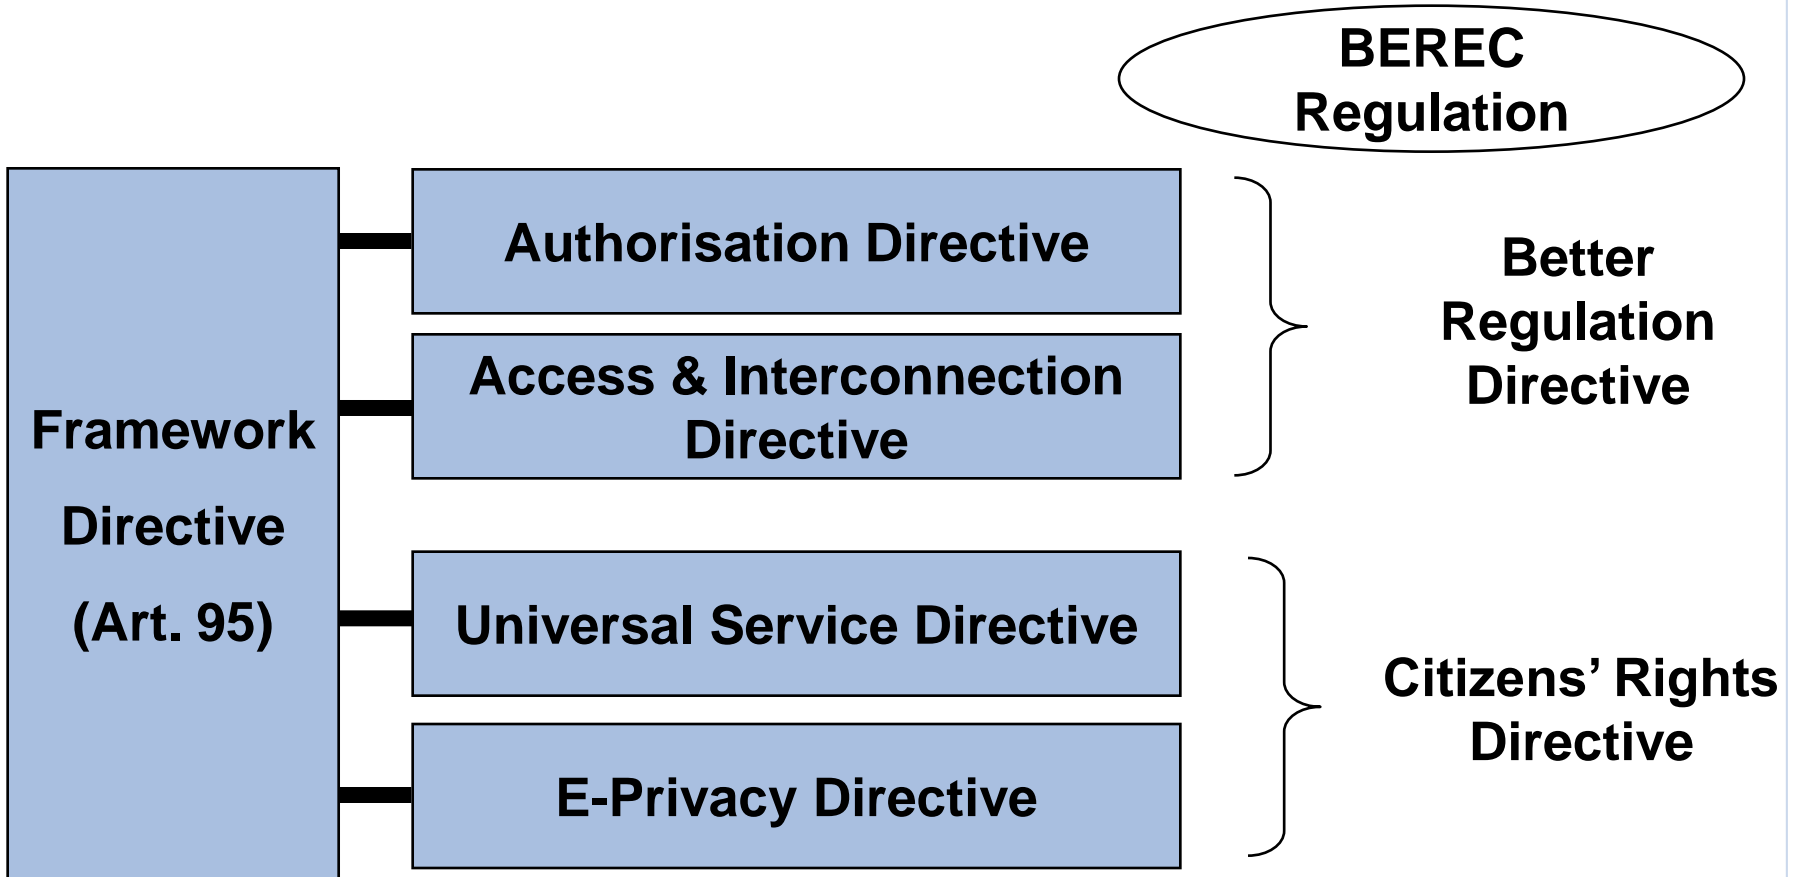 BEREC
Regulation
Framework
Directive
(Art. 95)
Authorisation Directive
Access & Interconnection
Directive
Universal Service Directive
E-Privacy Directive
Better
Regulation
Directive
Citizens’ Rights
Directive